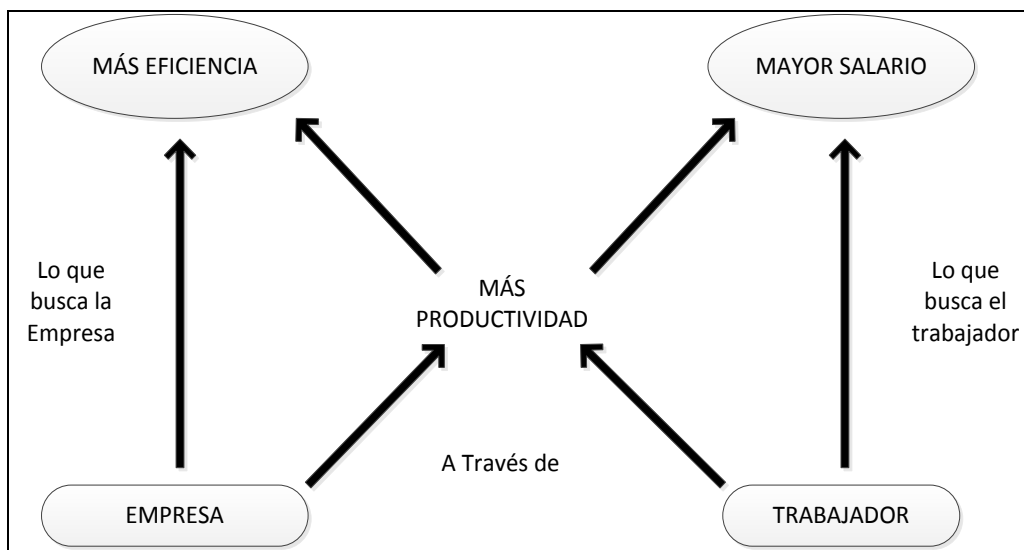 MÁS EFICIENCIA
MAYOR SALARIO
Lo que
busca la
Empresa
MÁS
PRODUCTIVIDAD
Lo que
busca el
trabajador
A Través de
EMPRESA
TRABAJADOR